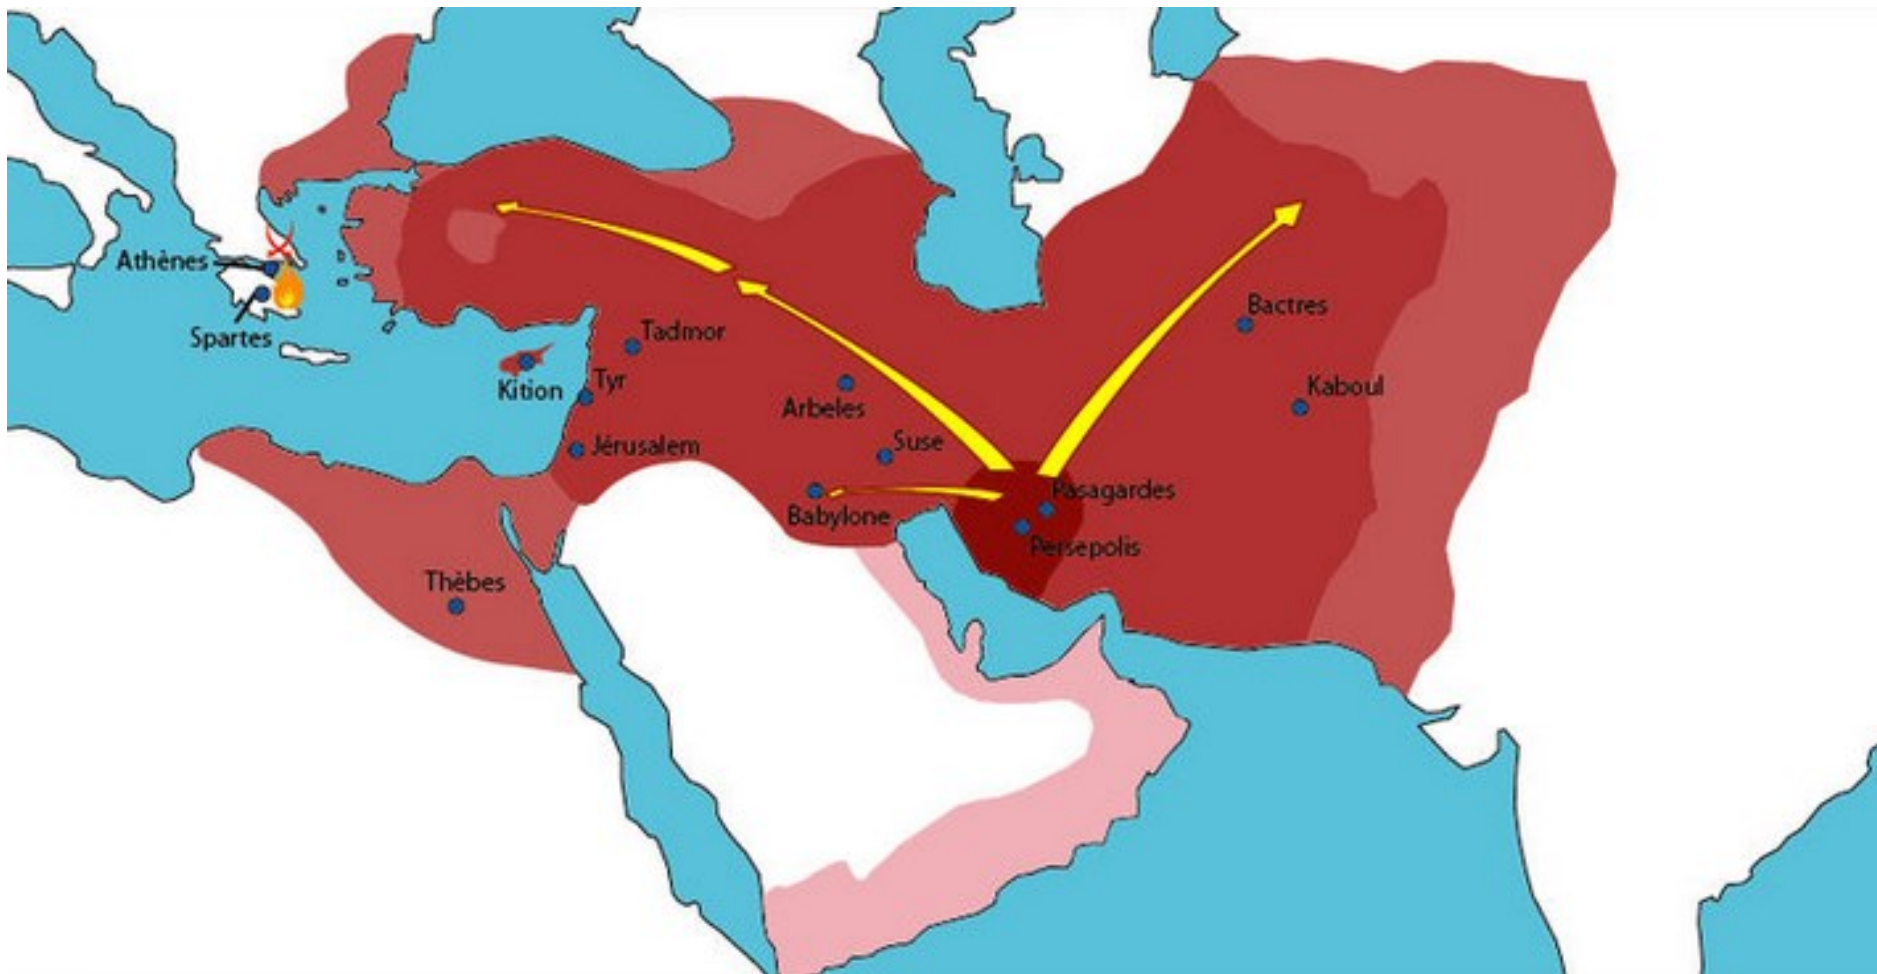 Athènes
Spartes
Tadmor
Kition
Tyr
Arbeles
Jérusalem
Suse
Bactres
Kaboul
Babylone
Pasagardes
Persepolis
Thèbes